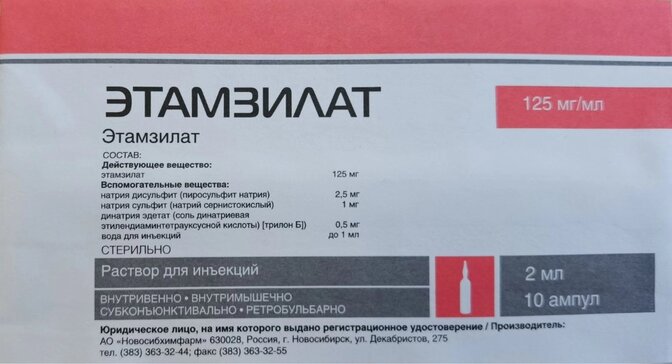 ЭТАМЗИЛАТ
125 мг/мл
Этамзилат
СОСТАВ:
Действующее вещество:
этамзилат 125 мг
Вспомогательные вещества:
натрия дисульфит (пиросульфит натрия) 2,5 мг
натрия сульфит (натрий сернистокислый) 1 мг
динатрия эдетат (соль динатриевая
этилендиаминтетрауксусной кислоты) [трилон Б]) 0,5 мг
вода для инъекций до 1 мл
СТЕРИЛЬНО
Раствор для инъекций
2 мл
ВНУТРИВЕННО • ВНУТРИМЫШЕЧНО
10 ампул
СУБКОНЪЮНКТИВАЛЬНО • РЕТРОБУЛЬБАРНО
Юридическое лицо, на имя которого выдано регистрационное удостоверение / Производитель:
АО «Новосибхимфарм» 630028, Россия, г. Новосибирск, ул. Декабристов, 275
тел. (383) 363-32-44; факс (383) 363-32-55